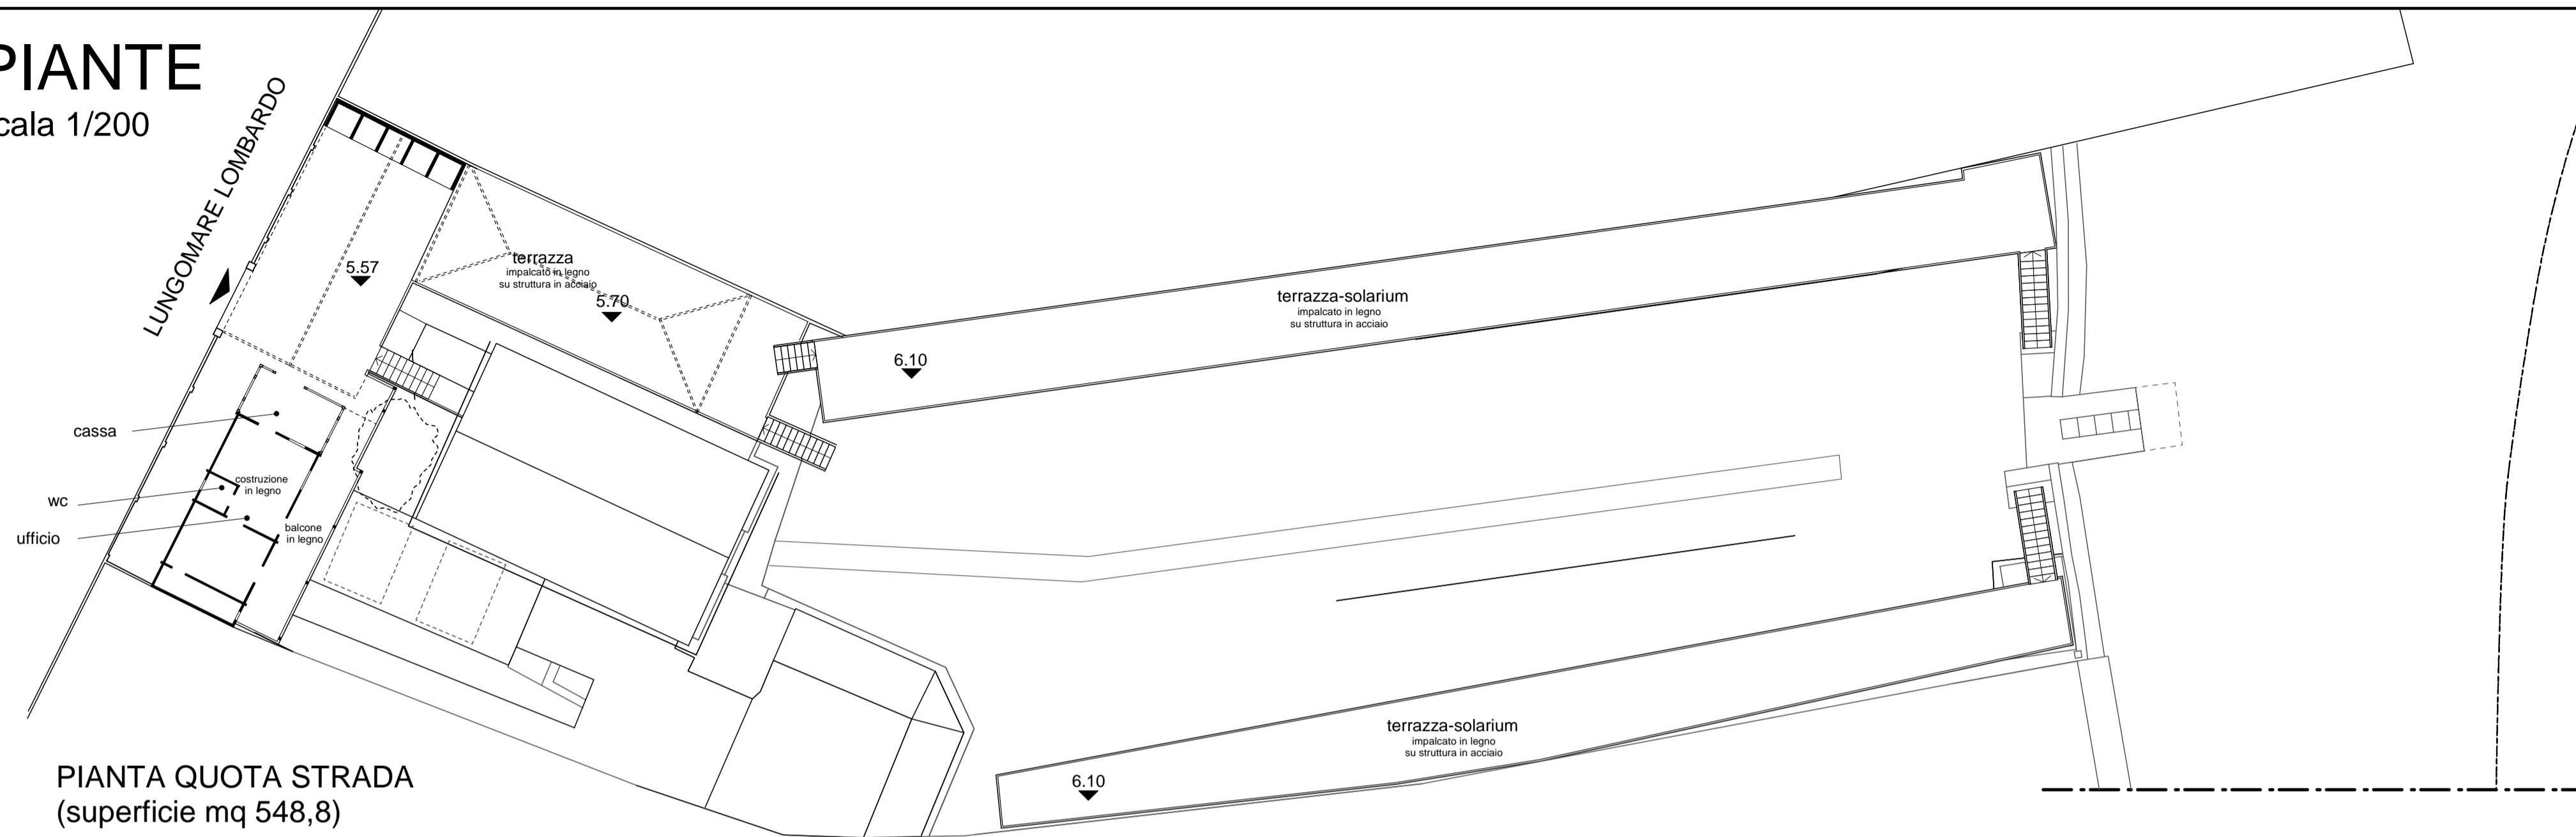 PIANTE
cala 1/200
LUNGOMARE LOMBARDO
5.57
terrazza
impalcato in legno
su struttura in acciaio
5.70
terrazza-solarium
impalcato in legno
su struttura in acciaio
6.10
cassa
costruzione
in legno
wc
balcone
in legno
ufficio
terrazza-solarium
impalcato in legno
su struttura in acciaio
6.10
PIANTA QUOTA STRADA
(superficie mq 548,8)